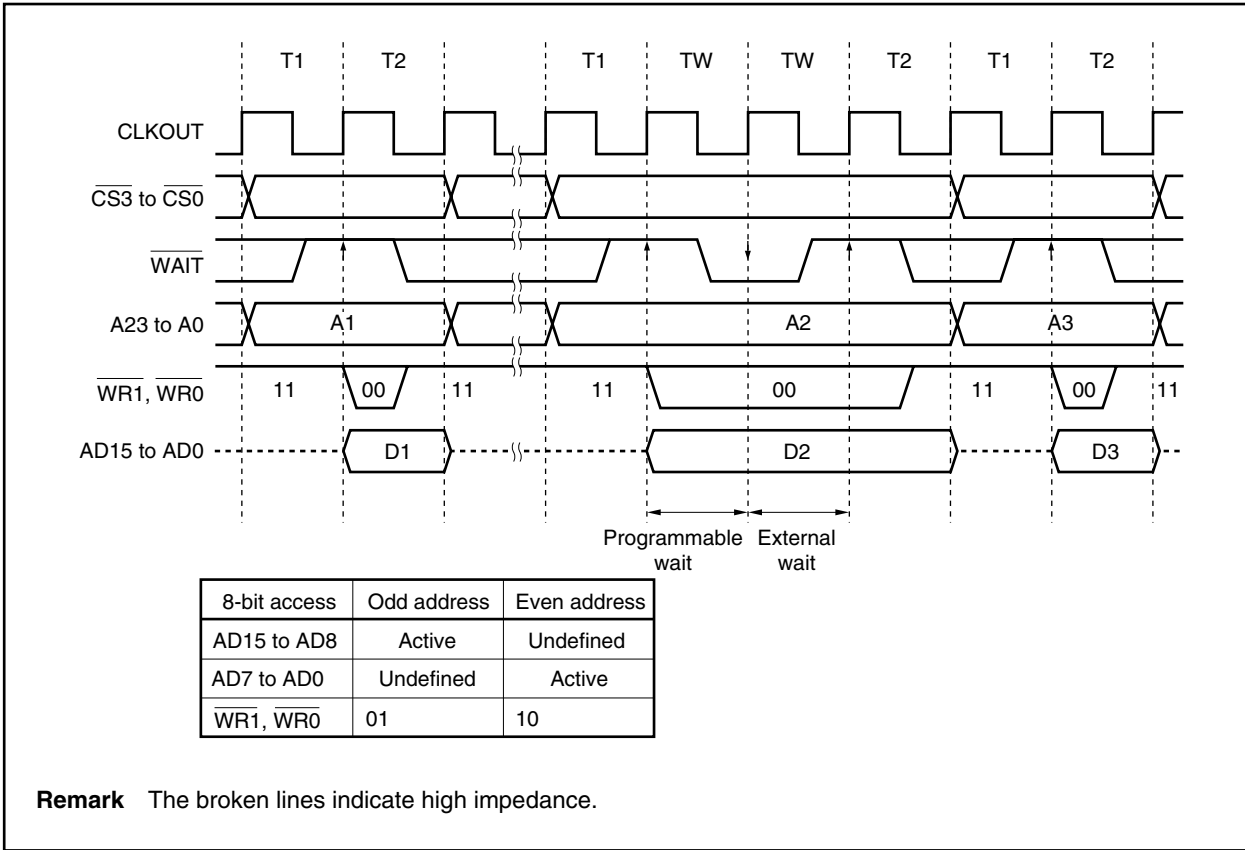 T1 T2 T1 TW TW T2 T1 T2
CLKOUT
CS3 to CS0
WAIT
A23 to A0 A1 A2 A3
WR1, WR0 11 00 11 11 00 11 00 11
AD15 to AD0 D1 D2 D3
Programmable wait
External wait
8-bit access Odd address Even address
AD15 to AD8 Active Undefined
AD7 to AD0 Undefined Active
WR1, WR0 01 10
Remark The broken lines indicate high impedance.